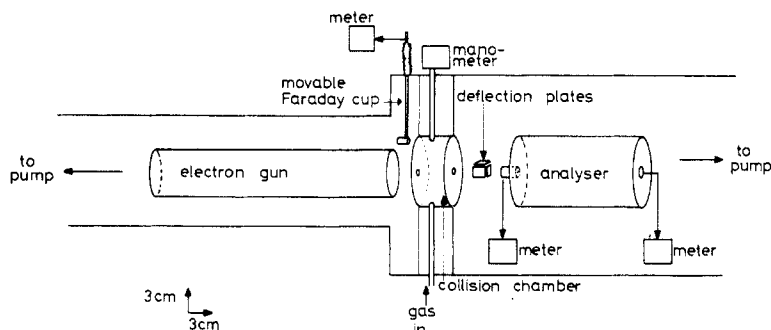 meter
mano-
meter
movable
Faraday cup
deflection plates
to
pump
electron gun
analyser
to
pump
meter
meter
collision chamber
gas
in
3cm
3cm